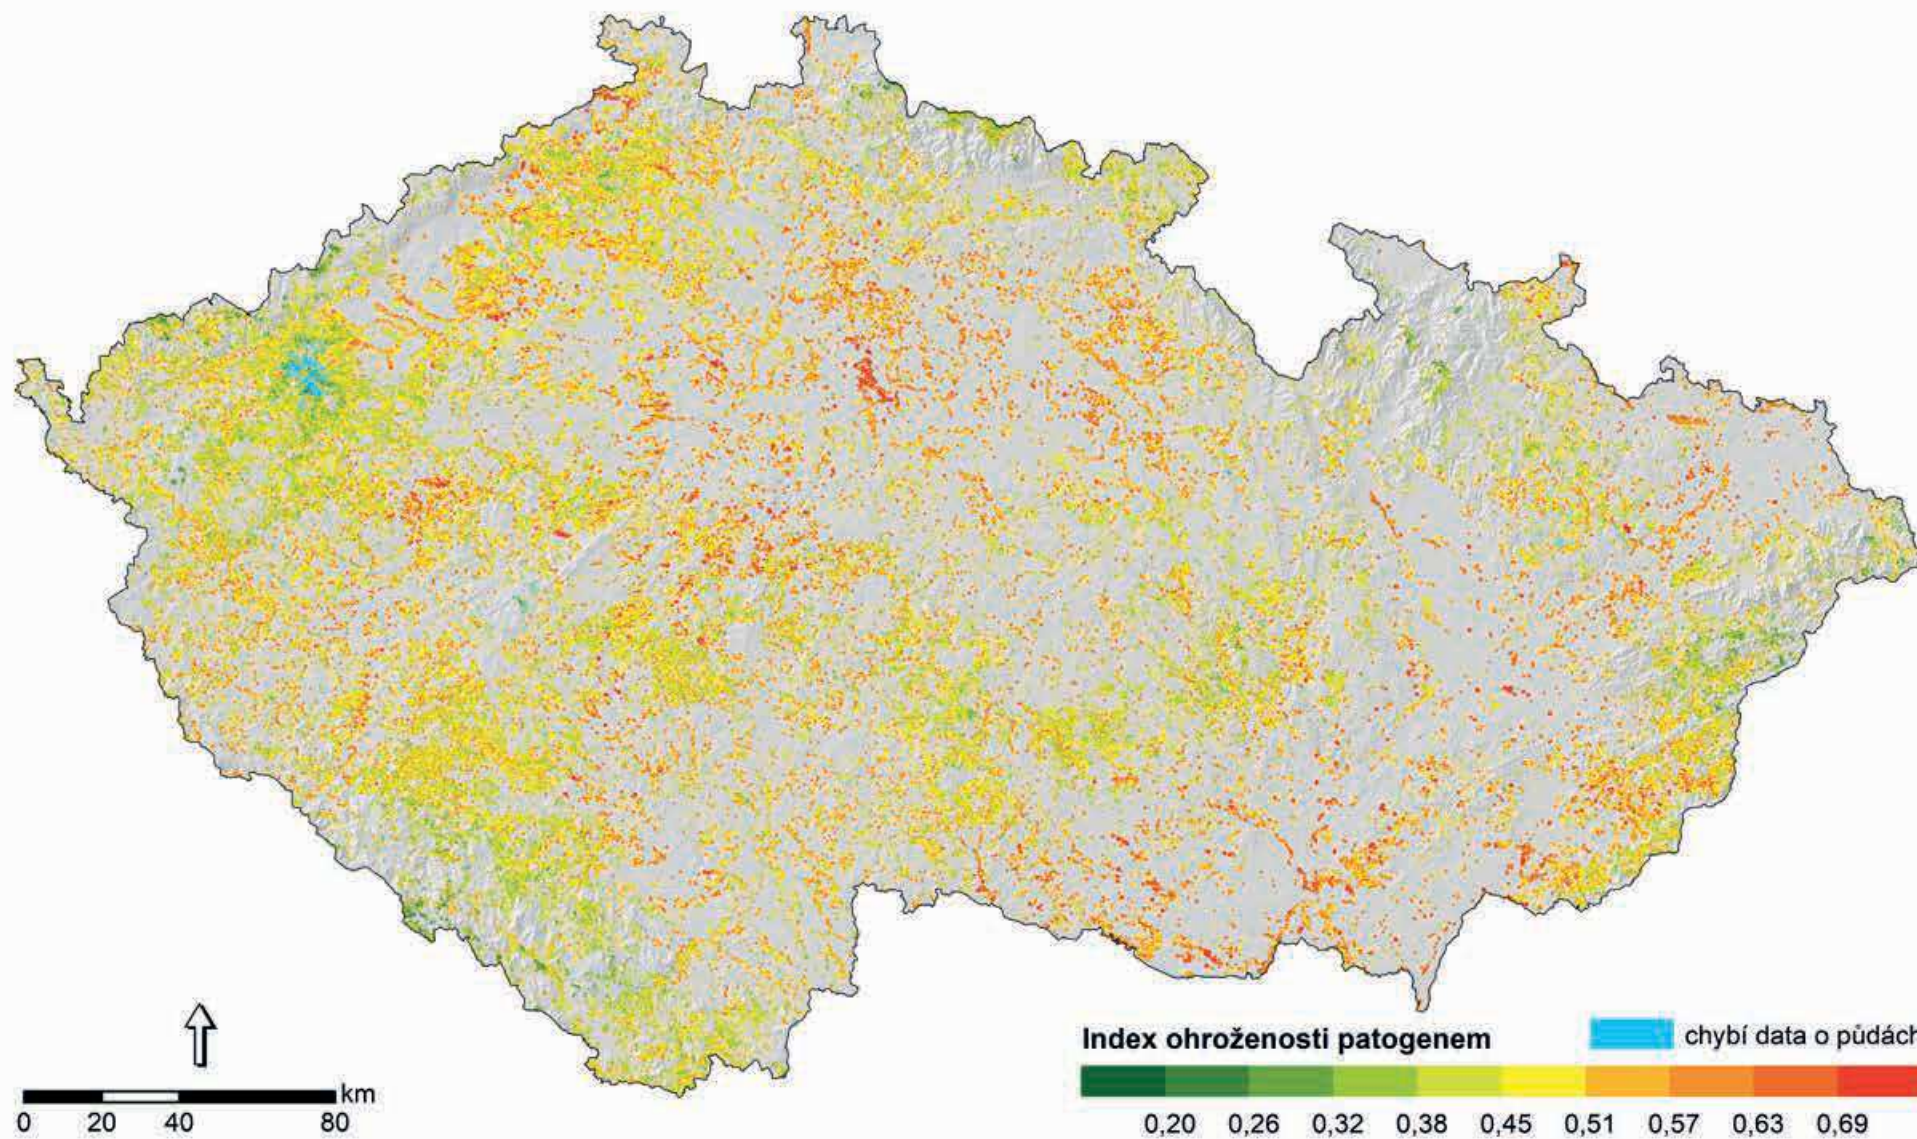 Index ohroženosti patogenem
chybí data o půdách
km
0 20 40 80
0,20 0,26 0,32 0,38 0,45 0,51 0,57 0,63 0,69